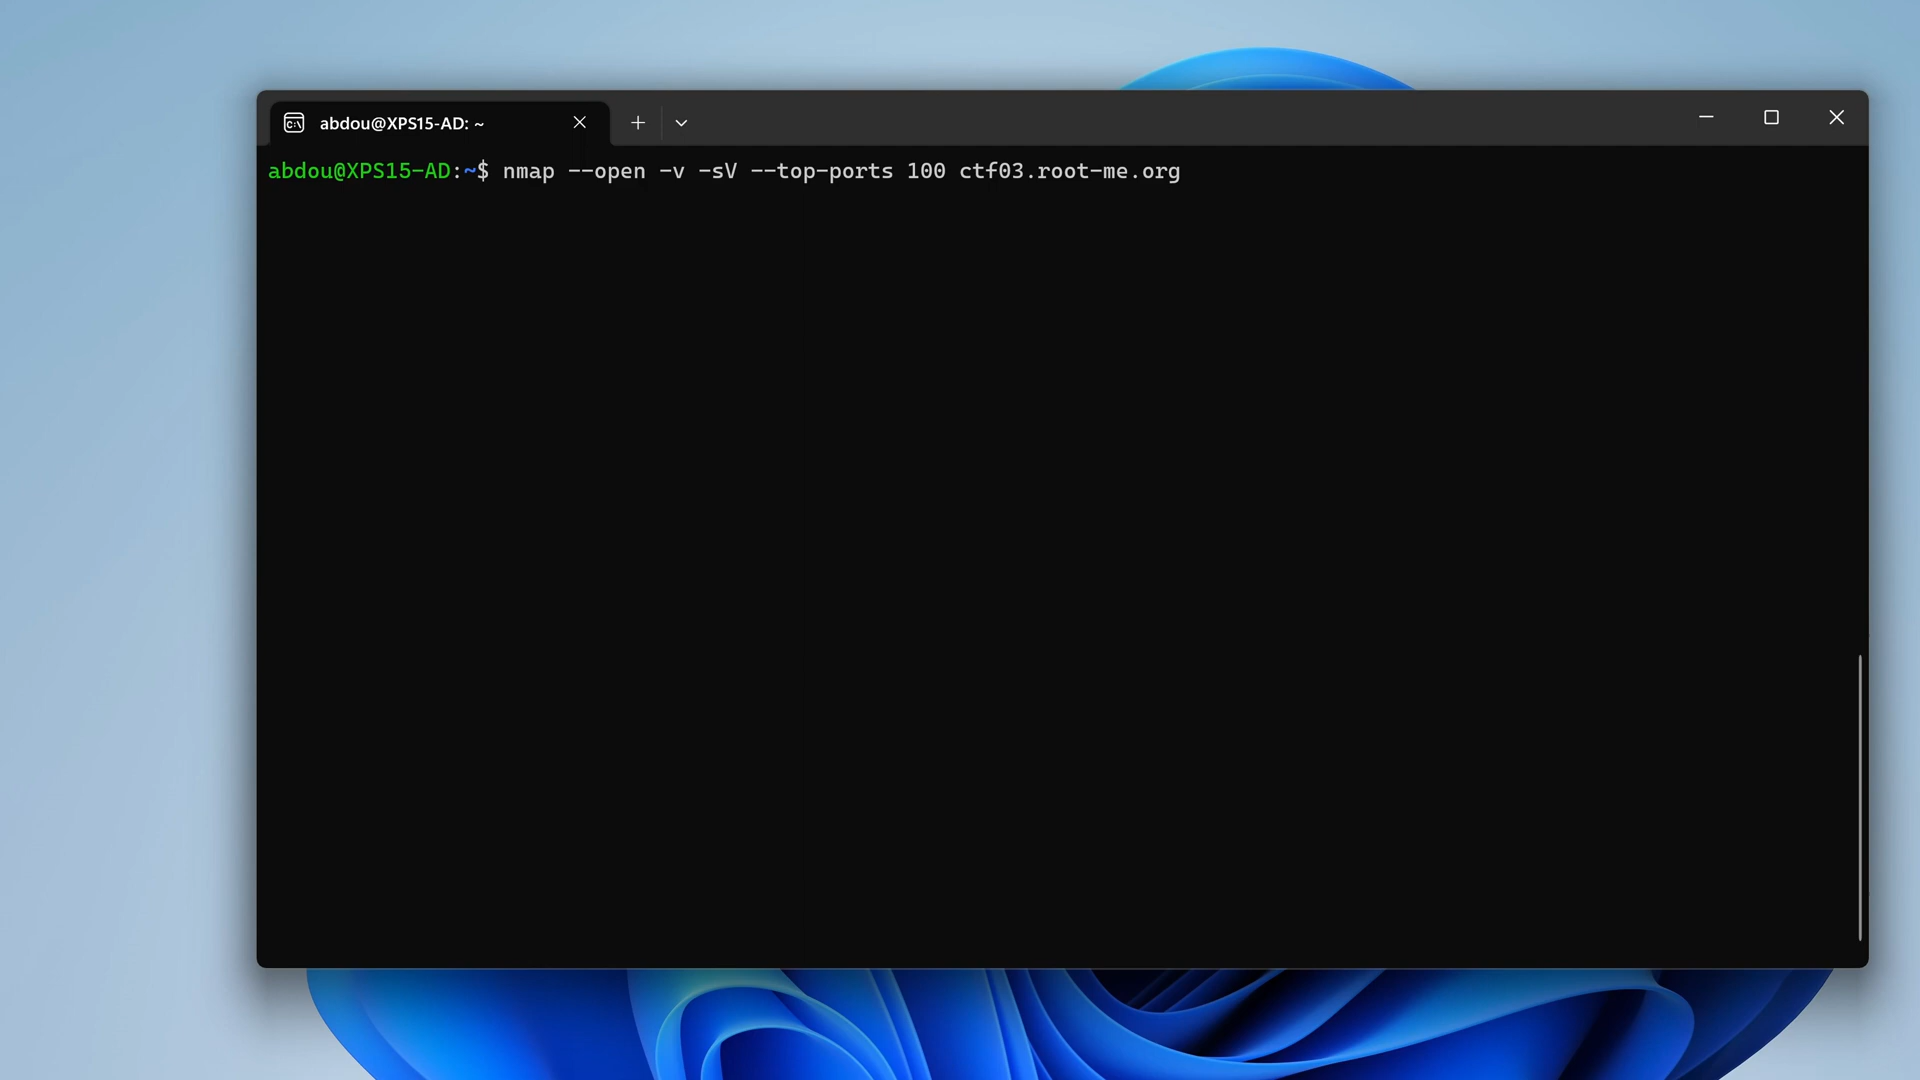 abdou@XPS15-AD: ~
abdou@XPS15-AD:~$ nmap --open -v -sV --top-ports 100 ctf03.root-me.org